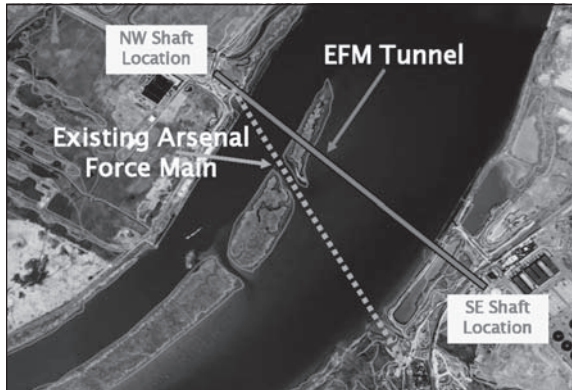 NW Shaft
Location
EFM Tunnel
Existing Arsenal
Force Main
SE Shaft
Location